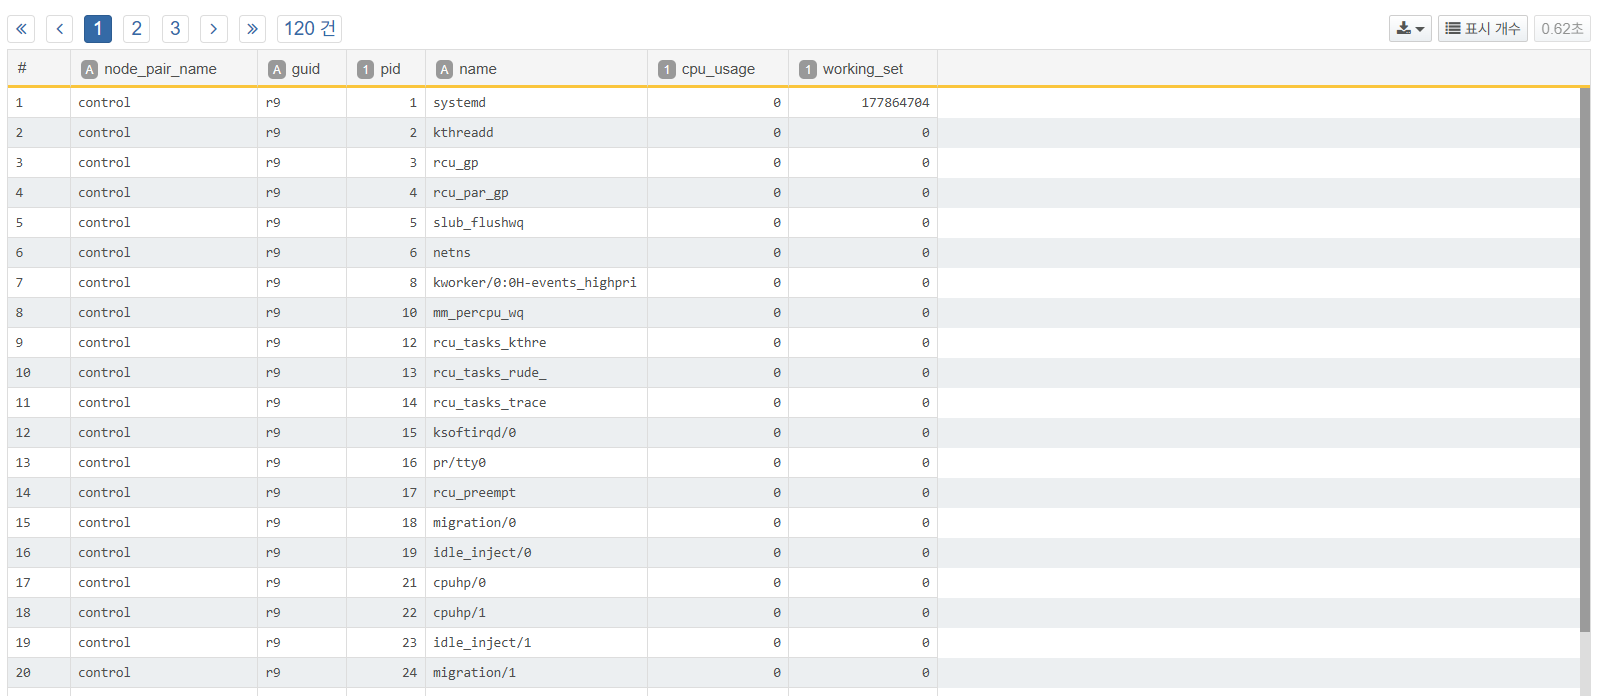 « ‹ 1 2 3 › » 120 건 표시 개수 0.62초
# A node_pair_name A guid 1 pid A name 1 cpu_usage 1 working_set
1 control r9 1 systemd 0 177864704
2 control r9 2 kthreadd 0 0
3 control r9 3 rcu_gp 0 0
4 control r9 4 rcu_par_gp 0 0
5 control r9 5 slub_flushwq 0 0
6 control r9 6 netns 0 0
7 control r9 8 kworker/0:0H-events_highpri 0 0
8 control r9 10 mm_percpu_wq 0 0
9 control r9 12 rcu_tasks_kthre 0 0
10 control r9 13 rcu_tasks_rude_ 0 0
11 control r9 14 rcu_tasks_trace 0 0
12 control r9 15 ksoftirqd/0 0 0
13 control r9 16 pr/tty0 0 0
14 control r9 17 rcu_preempt 0 0
15 control r9 18 migration/0 0 0
16 control r9 19 idle_inject/0 0 0
17 control r9 21 cpuhp/0 0 0
18 control r9 22 cpuhp/1 0 0
19 control r9 23 idle_inject/1 0 0
20 control r9 24 migration/1 0 0